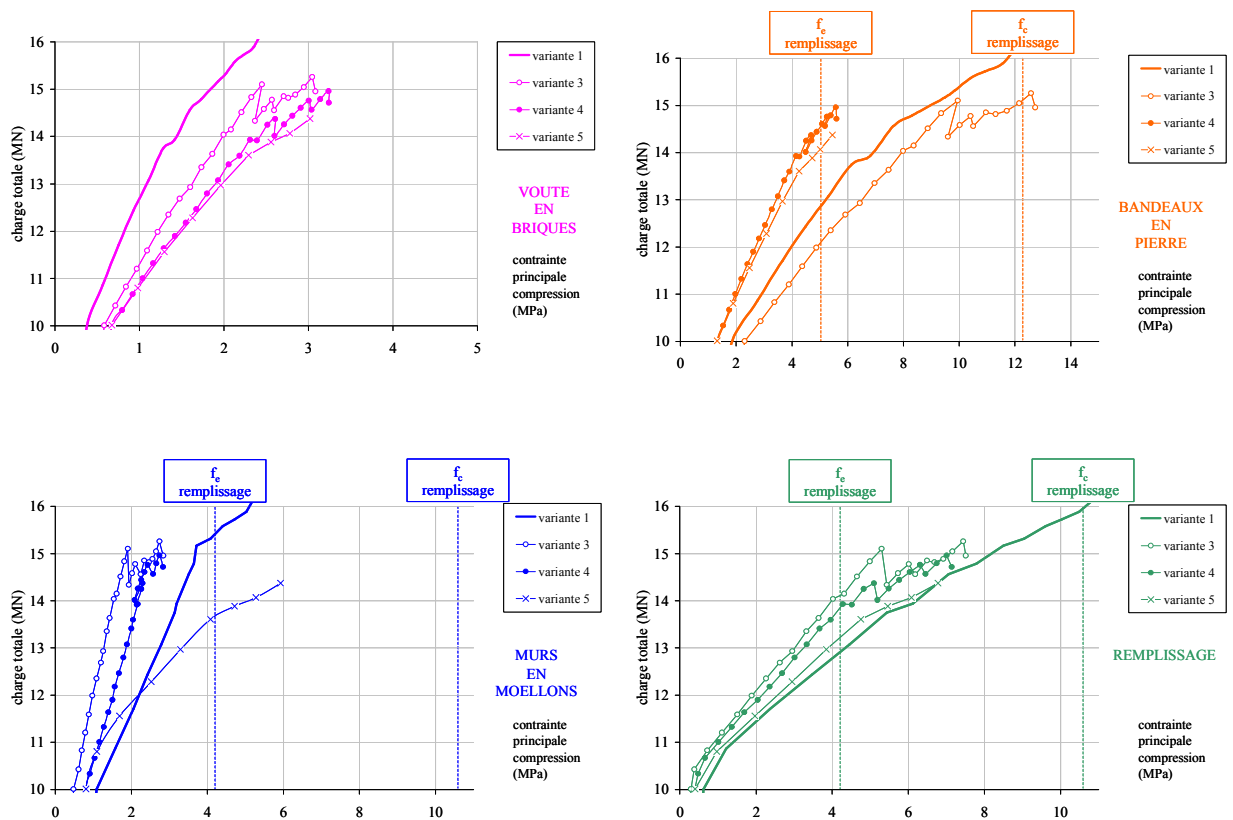 16
15
14
13
12
11
10
charge totale (MN)
0
1
2
3
4
5
variante 1
variante 3
variante 4
variante 5
VOUTE
EN
BRIQUES
contrainte
principale
compression
(MPa)
fe
remplissage
fc
remplissage
16
15
14
13
12
11
10
charge totale (MN)
0
2
4
6
8
10
12
14
variante 1
variante 3
variante 4
variante 5
BANDEAUX
EN
PIERRE
contrainte
principale
compression
(MPa)
fe
remplissage
fc
remplissage
16
15
14
13
12
11
10
charge totale (MN)
0
2
4
6
8
10
variante 1
variante 3
variante 4
variante 5
MURS
EN
MOELLONS
contrainte
principale
compression
(MPa)
fe
remplissage
fc
remplissage
16
15
14
13
12
11
10
charge totale (MN)
0
2
4
6
8
10
variante 1
variante 3
variante 4
variante 5
REMPLISSAGE
contrainte
principale
compression
(MPa)